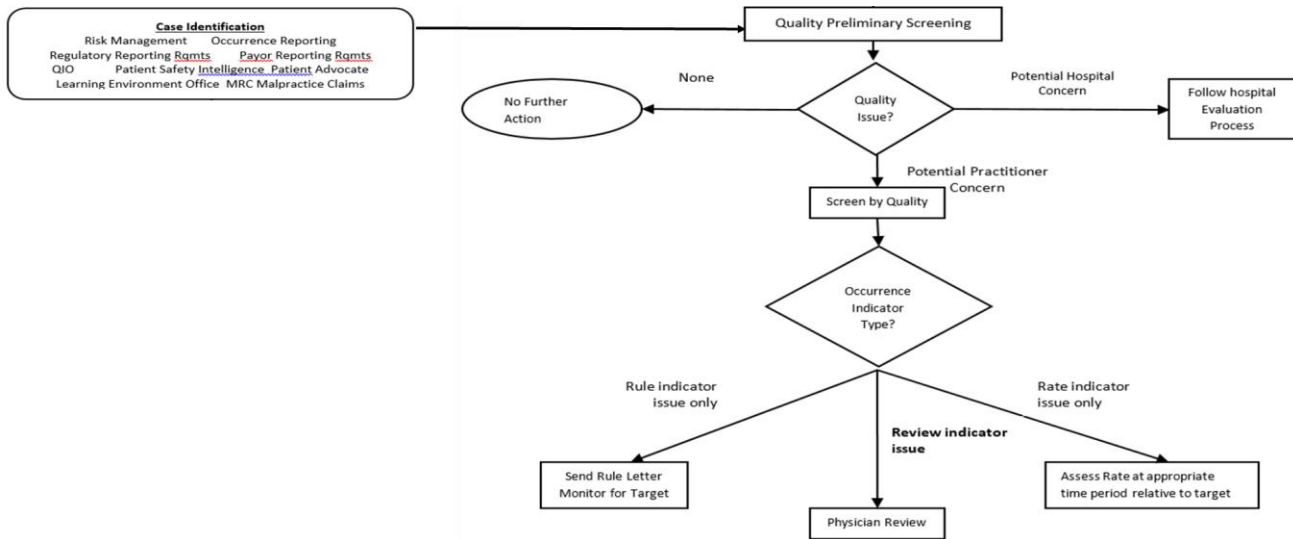 Case Identification
Risk Management Occurrence Reporting
Regulatory Reporting Rqmts Payor Reporting Rqmts
QIO Patient Safety Intelligence Patient Advocate
Learning Environment Office MRC Malpractice Claims
Quality Preliminary Screening
None
Potential Hospital
Concern
No Further
Action
Quality
Issue?
Follow hospital
Evaluation
Process
Potential Practitioner
Concern
Screen by Quality
Occurrence
Indicator
Type?
Rule indicator
issue only
Review indicator
issue
Rate indicator
issue only
Send Rule Letter
Monitor for Target
Physician Review
Assess Rate at appropriate
time period relative to target